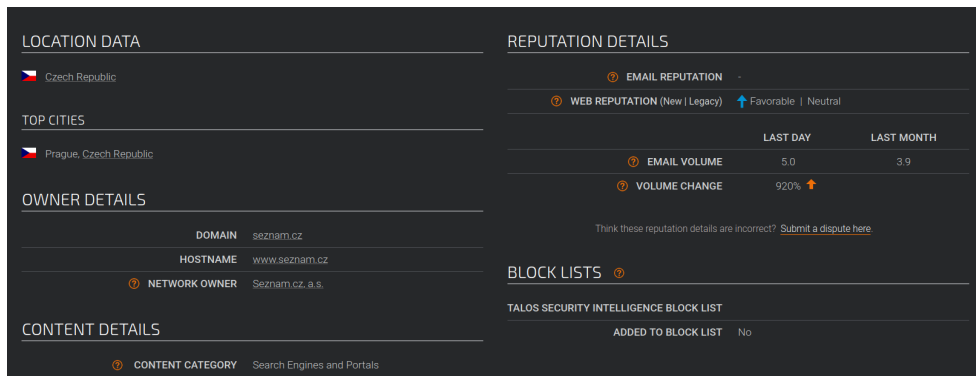 LOCATION DATA
Czech Republic
TOP CITIES
Prague, Czech Republic
OWNER DETAILS
DOMAIN seznam.cz
HOSTNAME www.seznam.cz
? NETWORK OWNER Seznam.cz, a.s.
CONTENT DETAILS
? CONTENT CATEGORY Search Engines and Portals
REPUTATION DETAILS
? EMAIL REPUTATION -
? WEB REPUTATION (New | Legacy) Favorable | Neutral
LAST DAY LAST MONTH
? EMAIL VOLUME 5.0 3.9
? VOLUME CHANGE 920%
Think these reputation details are incorrect? Submit a dispute here.
BLOCK LISTS ?
TALOS SECURITY INTELLIGENCE BLOCK LIST
ADDED TO BLOCK LIST No